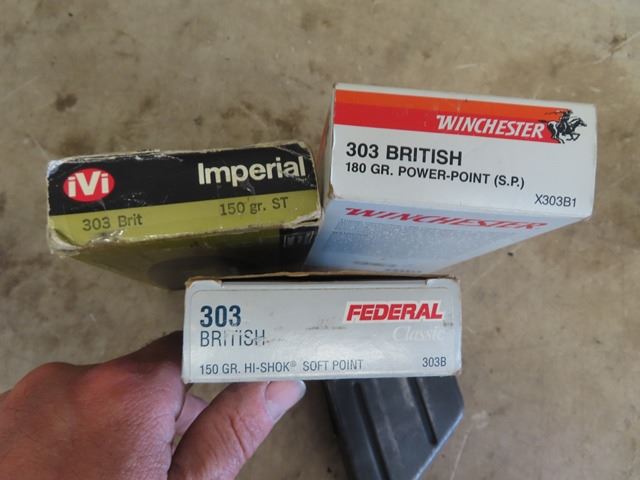 iVi
Imperial
303 Brit
150 gr. ST
WINCHESTER
303 BRITISH
180 GR. POWER-POINT (S.P.)
X303B1
WINCHESTER
303
BRITISH
FEDERAL
Classic
150 GR. HI-SHOK® SOFT POINT
303B